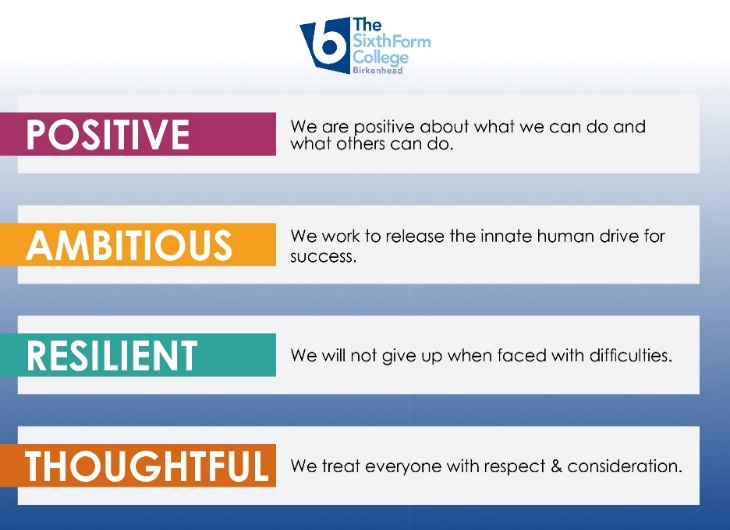 6
The
SixthForm
College
Birkenhead
POSITIVE
We are positive about what we can do and
what others can do.
AMBITIOUS
We work to release the innate human drive for
success.
RESILIENT
We will not give up when faced with difficulties.
THOUGHTFUL
We treat everyone with respect & consideration.